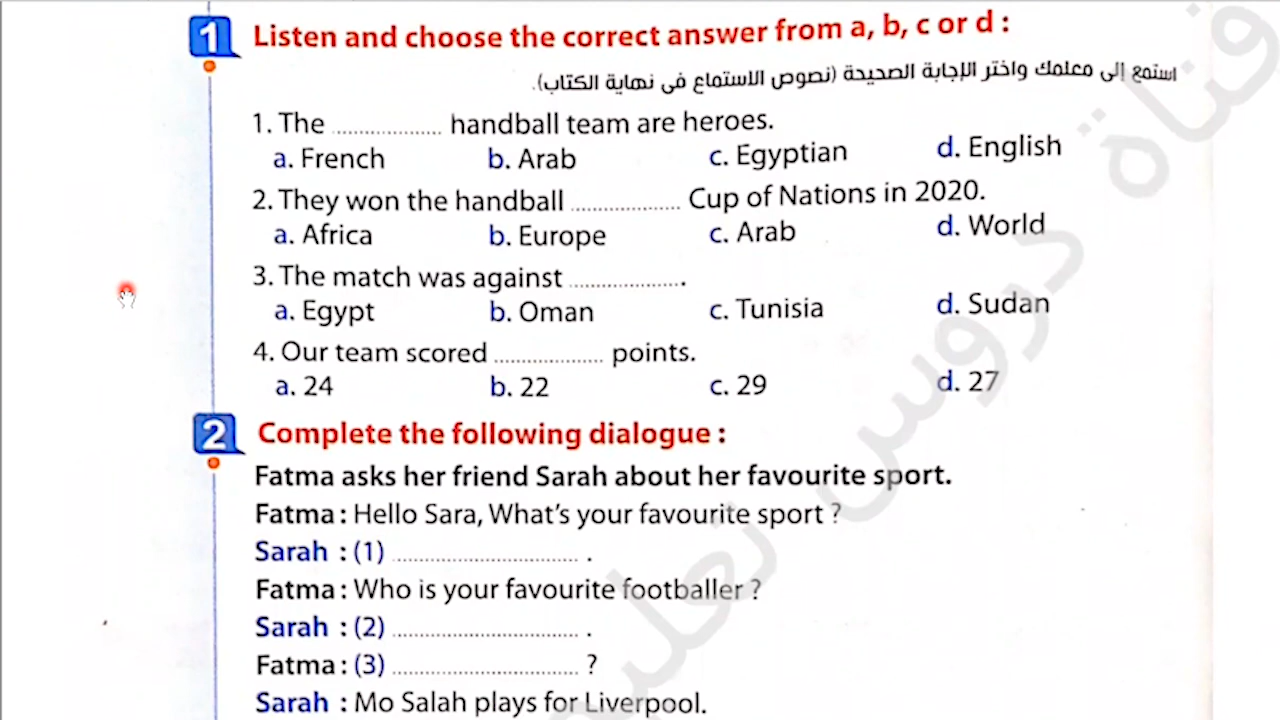 1 Listen and choose the correct answer from a, b, c or d :
استمع إلى معلمك واختر الإجابة الصحيحة (نصوص الاستماع فى نهاية الكتاب).
1. The .................... handball team are heroes.
a. French b. Arab c. Egyptian d. English
2. They won the handball .................... Cup of Nations in 2020.
a. Africa b. Europe c. Arab d. World
3. The match was against .................... .
a. Egypt b. Oman c. Tunisia d. Sudan
4. Our team scored .................... points.
a. 24 b. 22 c. 29 d. 27
2 Complete the following dialogue :
Fatma asks her friend Sarah about her favourite sport.
Fatma : Hello Sara, What's your favourite sport ?
Sarah : (1) .................................. .
Fatma : Who is your favourite footballer ?
Sarah : (2) .................................. .
Fatma : (3) .................................. ?
Sarah : Mo Salah plays for Liverpool.